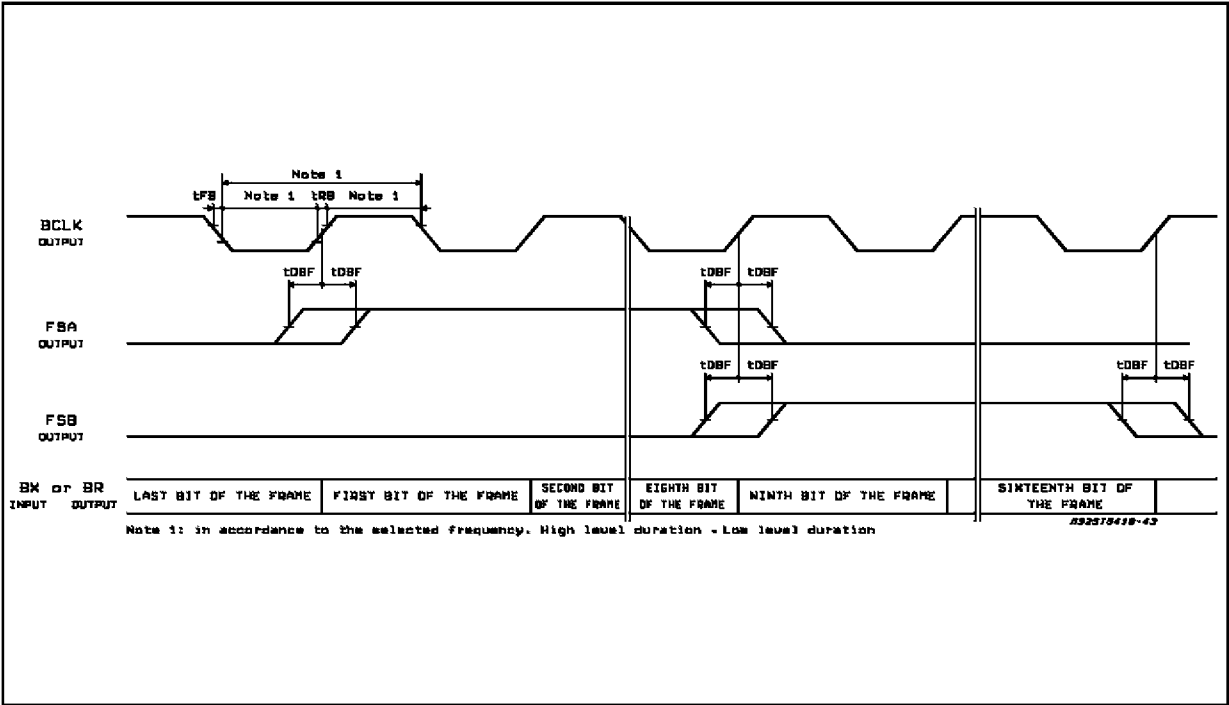 Note 1
tFB Note 1 tRB Note 1
BCLK
OUTPUT
tDBF tDBF tDBF tDBF
FSA
OUTPUT
tDBF tDBF tDBF tDBF
FSB
OUTPUT
BX or BR
INPUT OUTPUT
LAST BIT OF THE FRAME
FIRST BIT OF THE FRAME
SECOND BIT
OF THE FRAME
EIGHTH BIT
OF THE FRAME
NINTH BIT OF THE FRAME
SIXTEENTH BIT OF
THE FRAME
Note 1: in accordance to the selected frequency. High level duration - Low level duration